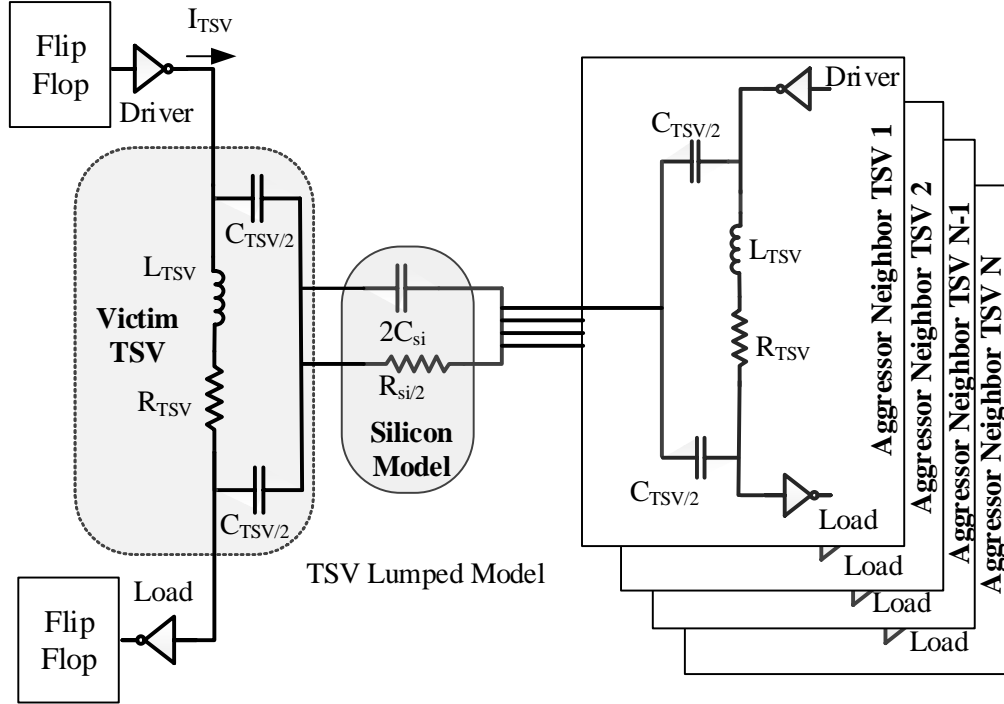 Flip
Flop
I_TSV
Driver
C_TSV/2
L_TSV
Victim
TSV
R_TSV
C_TSV/2
2C_si
R_si/2
Silicon
Model
TSV Lumped Model
Load
Flip
Flop
Driver
C_TSV/2
L_TSV
R_TSV
C_TSV/2
Load
Aggressor Neighbor TSV 1
Load
Aggressor Neighbor TSV 2
Load
Aggressor Neighbor TSV N-1
Load
Aggressor Neighbor TSV N